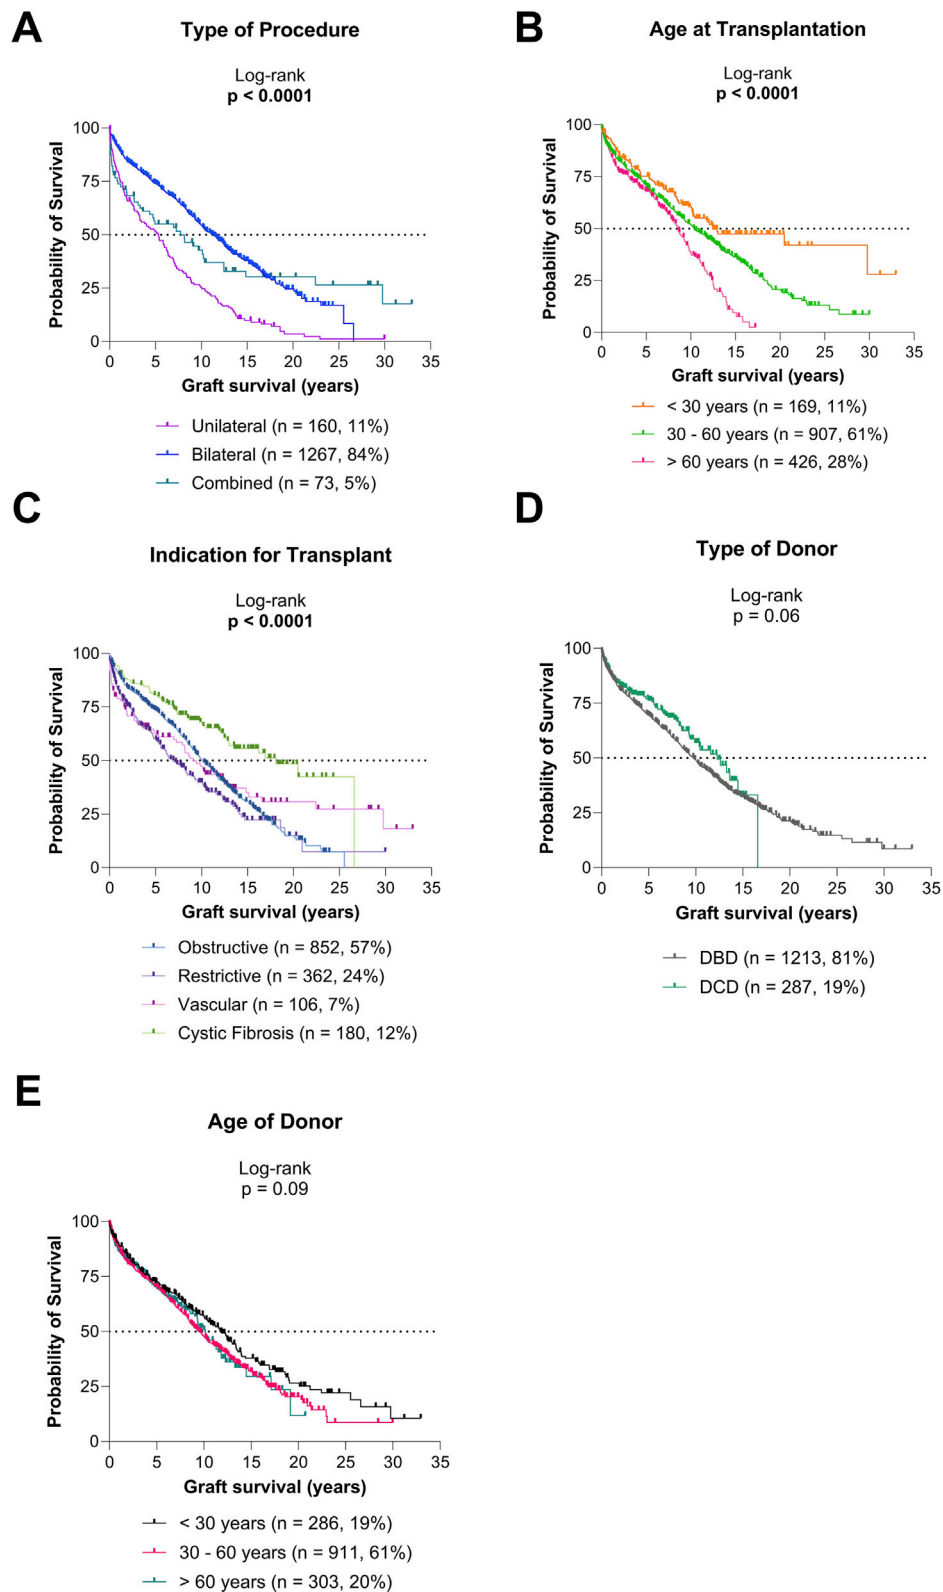 A
Type of Procedure
Log-rank
p < 0.0001
Probability of Survival
100
75
50
25
0
0 5 10 15 20 25 30 35
Graft survival (years)
Unilateral (n = 160, 11%)
Bilateral (n = 1267, 84%)
Combined (n = 73, 5%)
B
Age at Transplantation
Log-rank
p < 0.0001
Probability of Survival
100
75
50
25
0
0 5 10 15 20 25 30 35
Graft survival (years)
< 30 years (n = 169, 11%)
30 - 60 years (n = 907, 61%)
> 60 years (n = 426, 28%)
C
Indication for Transplant
Log-rank
p < 0.0001
Probability of Survival
100
75
50
25
0
0 5 10 15 20 25 30 35
Graft survival (years)
Obstructive (n = 852, 57%)
Restrictive (n = 362, 24%)
Vascular (n = 106, 7%)
Cystic Fibrosis (n = 180, 12%)
D
Type of Donor
Log-rank
p = 0.06
Probability of Survival
100
75
50
25
0
0 5 10 15 20 25 30 35
Graft survival (years)
DBD (n = 1213, 81%)
DCD (n = 287, 19%)
E
Age of Donor
Log-rank
p = 0.09
Probability of Survival
100
75
50
25
0
0 5 10 15 20 25 30 35
Graft survival (years)
< 30 years (n = 286, 19%)
30 - 60 years (n = 911, 61%)
> 60 years (n = 303, 20%)